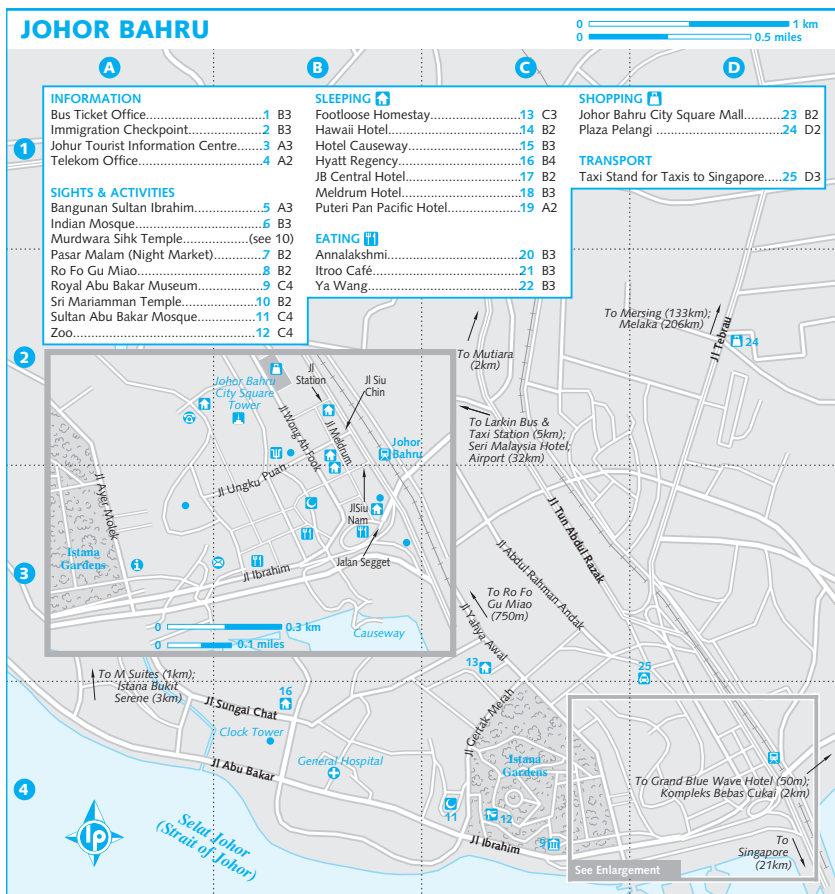 JOHOR BAHRU
0 1 km
0 0.5 miles
A B C D
1
INFORMATION
Bus Ticket Office 1 B3
Immigration Checkpoint 2 B3
Johur Tourist Information Centre 3 A3
Telekom Office 4 A2
SIGHTS & ACTIVITIES
Bangunan Sultan Ibrahim 5 A3
Indian Mosque 6 B3
Murdwara Sihk Temple (see 10)
Pasar Malam (Night Market) 7 B2
Ro Fo Gu Miao 8 B2
Royal Abu Bakar Museum 9 C4
Sri Mariamman Temple 10 B2
Sultan Abu Bakar Mosque 11 C4
Zoo 12 C4
SLEEPING
Footloose Homestay 13 C3
Hawaii Hotel 14 B2
Hotel Causeway 15 B3
Hyatt Regency 16 B4
JB Central Hotel 17 B2
Meldrum Hotel 18 B3
Puteri Pan Pacific Hotel 19 A2
EATING
Annalakshmi 20 B3
Itroo Café 21 B3
Ya Wang 22 B3
SHOPPING
Johor Bahru City Square Mall 23 B2
Plaza Pelangi 24 D2
TRANSPORT
Taxi Stand for Taxis to Singapore 25 D3
To Mersing (133km);
Melaka (206km)
Jl Tebrau
24
2
To Mutiara
(2km)
Johor Bahru
City Square
Tower
Jl
Station
Jl Siu
Chin
Jl Wong Ah Fook
Jl Meldrum
Johor
Bahru
To Larkin Bus &
Taxi Station (5km);
Seri Malaysia Hotel;
Airport (32km)
Jl Ayer Molek
Jl Ungku Puan
JlSiu
Nam
Jl Tun Abdul Razak
Jl Abdul Rahman Andak
Istana
Gardens
Jalan Segget
3
Jl Ibrahim
To Ro Fo
Gu Miao
(750m)
Jl Yahya Awal
0 0.3 km
0 0.1 miles
Causeway
To M Suites (1km);
Istana Bukit
Serene (3km)
13
25
16
Jl Sungai Chat
Jl Gertak Merah
Clock Tower
General Hospital
Jl Abu Bakar
Istana
Gardens
To Grand Blue Wave Hotel (50m);
Kompleks Bebas Cukai (2km)
4
lp
Selat Johor
(Strait of Johor)
11
12
Jl Ibrahim
9
To
Singapore
(21km)
See Enlargement